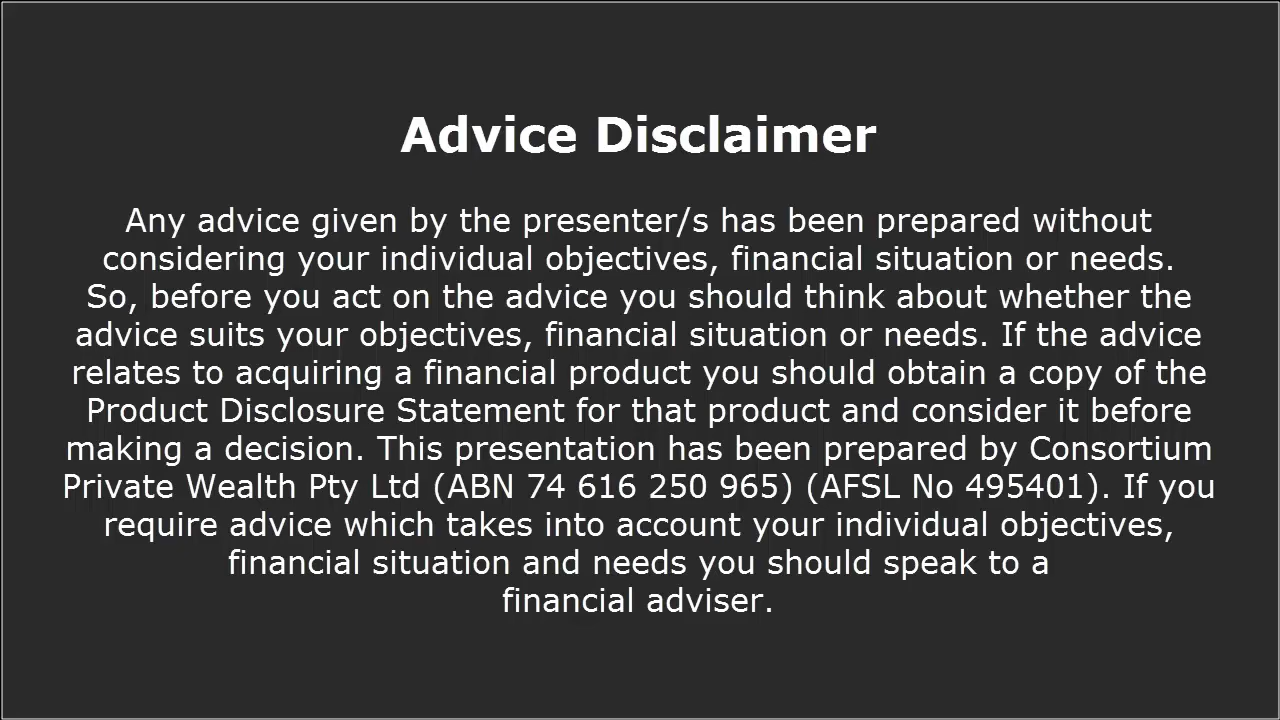 Advice Disclaimer
Any advice given by the presenter/s has been prepared without
considering your individual objectives, financial situation or needs.
So, before you act on the advice you should think about whether the
advice suits your objectives, financial situation or needs. If the advice
relates to acquiring a financial product you should obtain a copy of the
Product Disclosure Statement for that product and consider it before
making a decision. This presentation has been prepared by Consortium
Private Wealth Pty Ltd (ABN 74 616 250 965) (AFSL No 495401). If you
require advice which takes into account your individual objectives,
financial situation and needs you should speak to a
financial adviser.